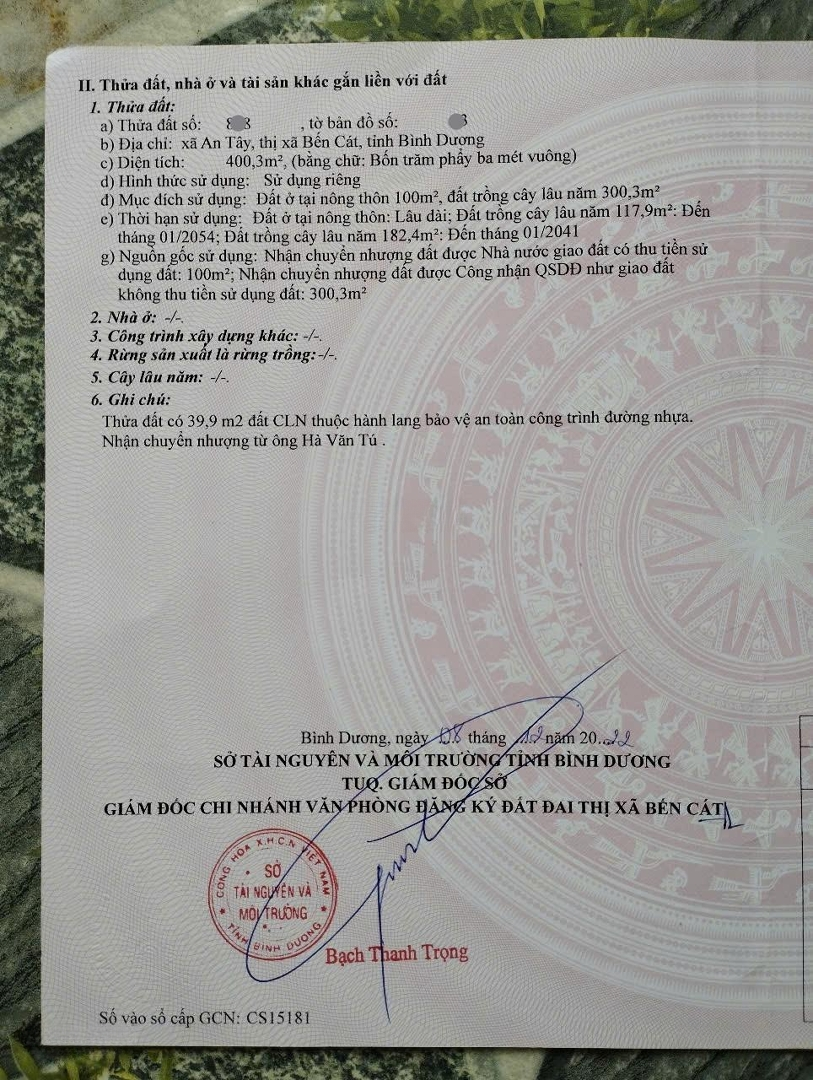 II. Thửa đất, nhà ở và tài sản khác gắn liền với đất
1. Thửa đất:
a) Thửa đất số: , tờ bản đồ số:
b) Địa chỉ: xã An Tây, thị xã Bến Cát, tỉnh Bình Dương
c) Diện tích: 400,3m², (bằng chữ: Bốn trăm phẩy ba mét vuông)
d) Hình thức sử dụng: Sử dụng riêng
đ) Mục đích sử dụng: Đất ở tại nông thôn 100m², đất trồng cây lâu năm 300,3m²
e) Thời hạn sử dụng: Đất ở tại nông thôn: Lâu dài; Đất trồng cây lâu năm 117,9m²: Đến
tháng 01/2054; Đất trồng cây lâu năm 182,4m²: Đến tháng 01/2041
g) Nguồn gốc sử dụng: Nhận chuyển nhượng đất được Nhà nước giao đất có thu tiền sử
dụng đất: 100m²; Nhận chuyển nhượng đất được Công nhận QSDĐ như giao đất
không thu tiền sử dụng đất: 300,3m²
2. Nhà ở: -/-.
3. Công trình xây dựng khác: -/-.
4. Rừng sản xuất là rừng trồng:-/-.
5. Cây lâu năm: -/-.
6. Ghi chú:
Thửa đất có 39,9 m2 đất CLN thuộc hành lang bảo vệ an toàn công trình đường nhựa.
Nhận chuyển nhượng từ ông Hà Văn Tú .
Bình Dương, ngày 08 tháng 12 năm 20...22
SỞ TÀI NGUYÊN VÀ MÔI TRƯỜNG TỈNH BÌNH DƯƠNG
TUQ. GIÁM ĐỐC SỞ
GIÁM ĐỐC CHI NHÁNH VĂN PHÒNG ĐĂNG KÝ ĐẤT ĐAI THỊ XÃ BẾN CÁT
CỘNG HÒA X.H.C.N VIỆT NAM
SỞ
TÀI NGUYÊN VÀ
MÔI TRƯỜNG
TỈNH BÌNH DƯƠNG
Bạch Thanh Trọng
Số vào sổ cấp GCN: CS15181